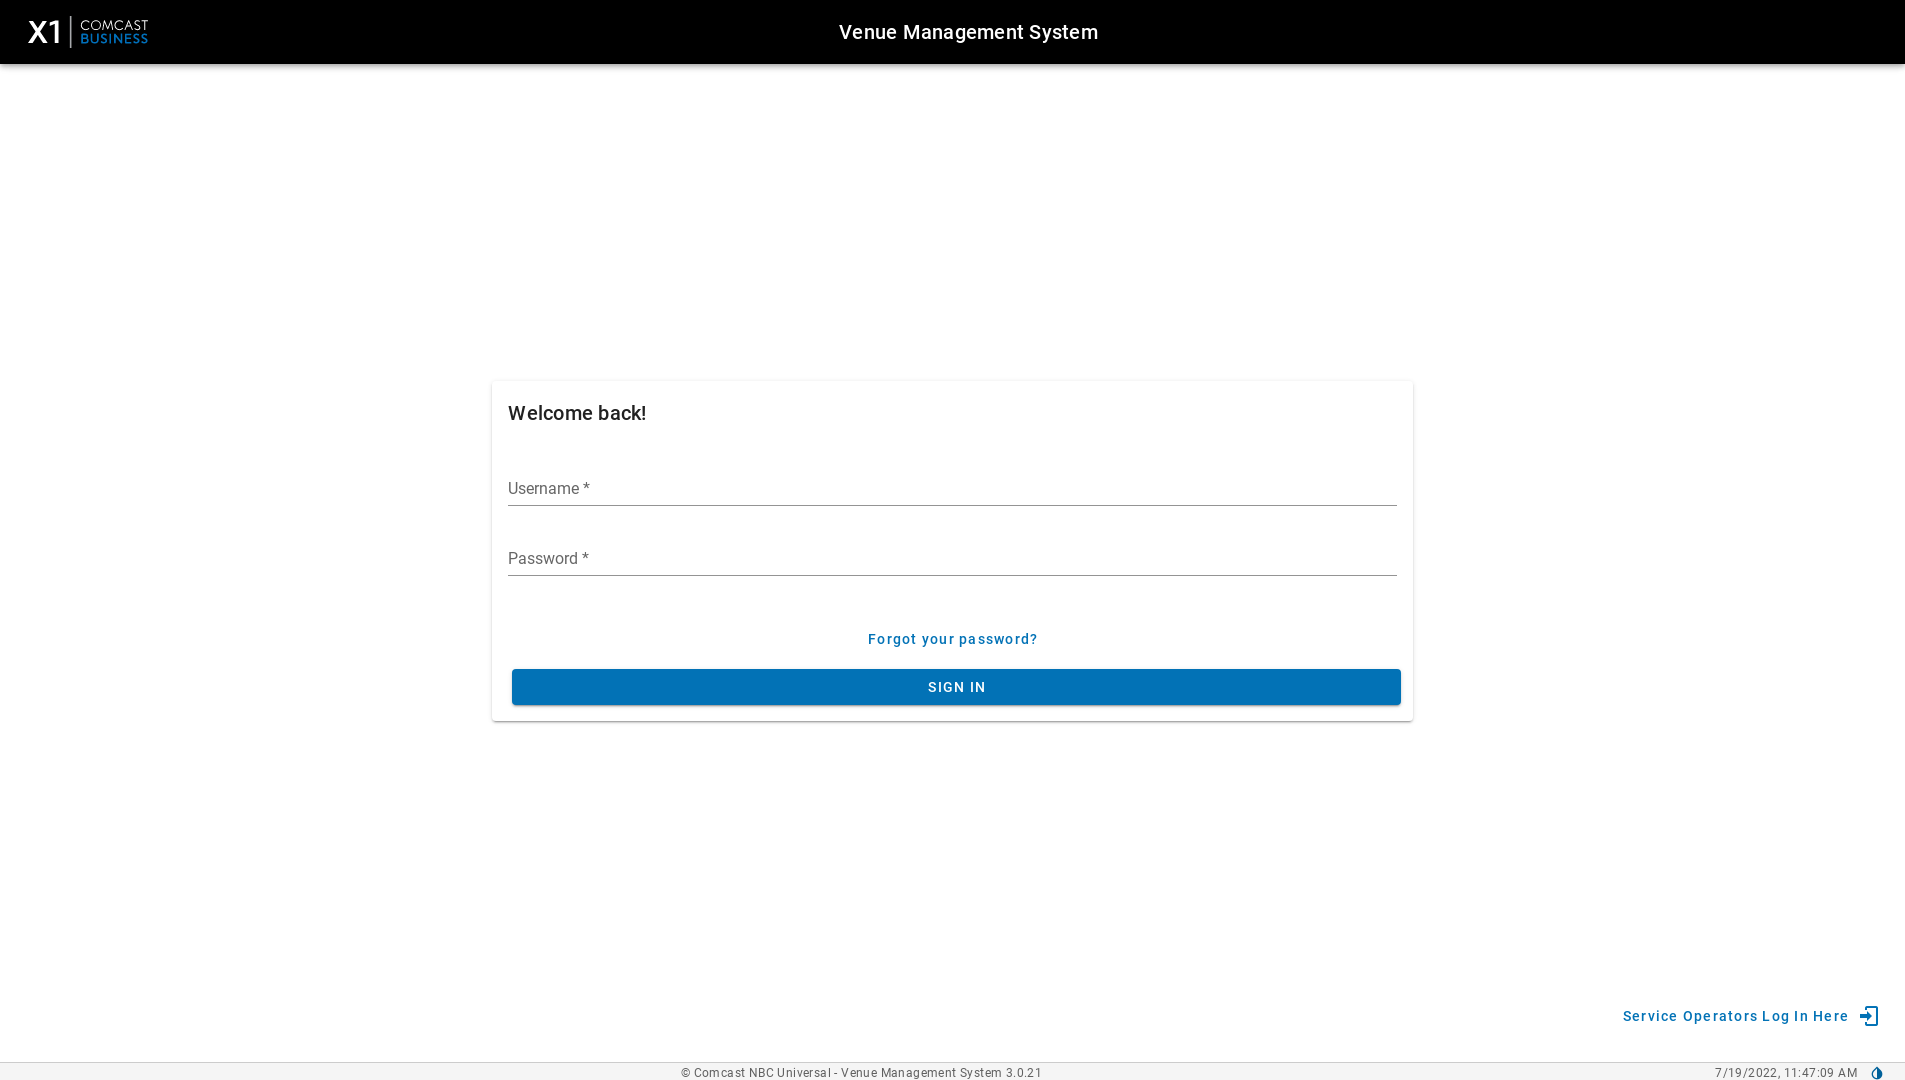 X1 COMCAST
BUSINESS
Venue Management System
Welcome back!
Username *
Password *
Forgot your password?
SIGN IN
Service Operators Log In Here
© Comcast NBC Universal - Venue Management System 3.0.21
7/19/2022, 11:47:09 AM